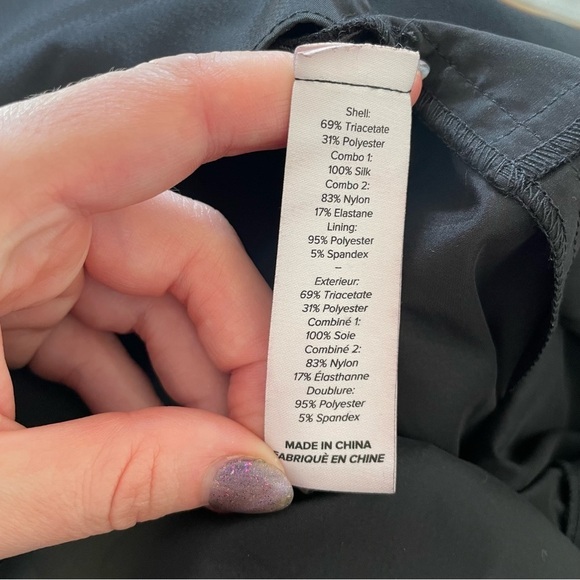 Shell:
69% Triacetate
31% Polyester
Combo 1:
100% Silk
Combo 2:
83% Nylon
17% Elastane
Lining:
95% Polyester
5% Spandex
–
Exterieur:
69% Triacetate
31% Polyester
Combiné 1:
100% Soie
Combiné 2:
83% Nylon
17% Élasthanne
Doublure:
95% Polyester
5% Spandex
MADE IN CHINA
FABRIQUÈ EN CHINE